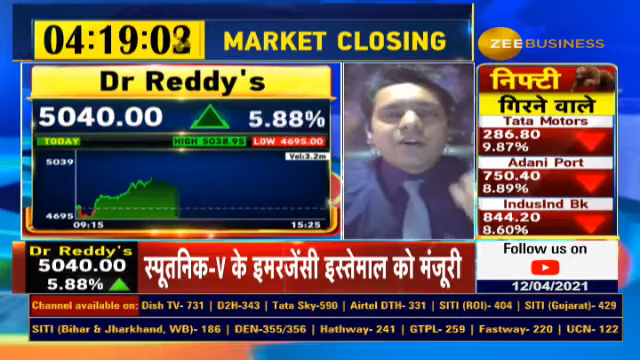 04:19:03
MARKET CLOSING
ZEE BUSINESS
Dr Reddy's
5040.00 5.88%
TODAY HIGH 5038.95 LOW 4695.00
Vol:3.2m
5039
4695
09:15 15:25
निफ्टी
गिरने वाले
Tata Motors
286.80
9.87%
Adani Port
750.40
8.89%
IndusInd Bk
844.20
8.60%
Dr Reddy's
5040.00
5.88%
स्पूतनिक-V के इमरजेंसी इस्तेमाल को मंजूरी
Follow us on
12/04/2021
Channel available on: Dish TV- 731 | D2H-343 | Tata Sky-590 | Airtel DTH- 331 | SITI (ROI)- 404 | SITI (Gujarat)- 429
SITI (Bihar & Jharkhand, WB)- 186 | DEN-355/356 | Hathway- 241 | GTPL- 259 | Fastway- 220 | UCN- 122